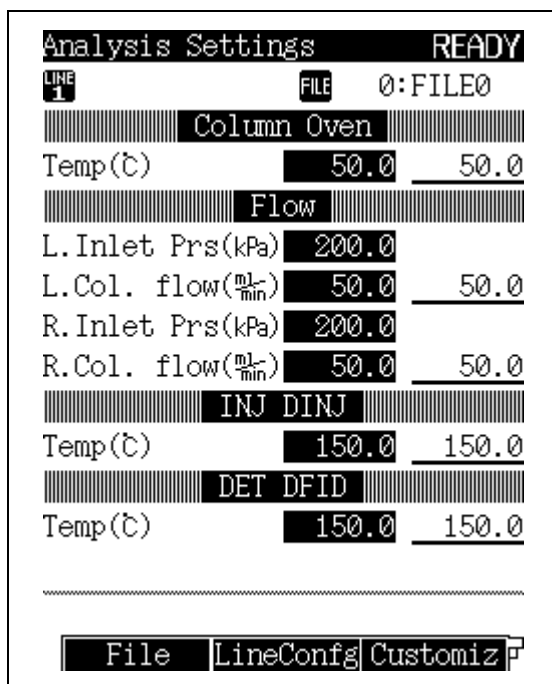 Analysis Settings READY
LINE 1 FILE 0:FILE0
Column Oven
Temp(℃) 50.0 50.0
Flow
L.Inlet Prs(kPa) 200.0
L.Col. flow(ml/min) 50.0 50.0
R.Inlet Prs(kPa) 200.0
R.Col. flow(ml/min) 50.0 50.0
INJ DINJ
Temp(℃) 150.0 150.0
DET DFID
Temp(℃) 150.0 150.0
File LineConfg Customiz